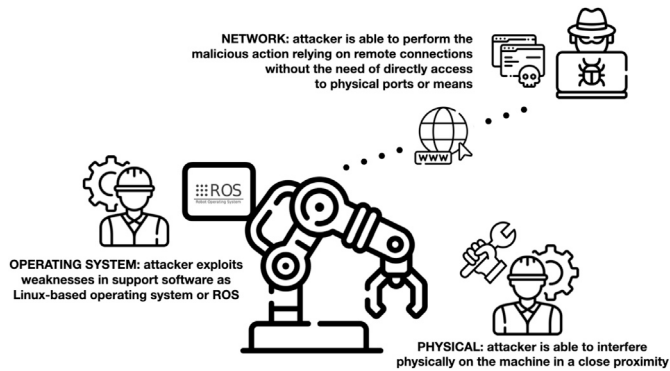 NETWORK: attacker is able to perform the
malicious action relying on remote connections
without the need of directly access
to physical ports or means
WWW
ROS
Robot Operating System
OPERATING SYSTEM: attacker exploits
weaknesses in support software as
Linux-based operating system or ROS
PHYSICAL: attacker is able to interfere
physically on the machine in a close proximity